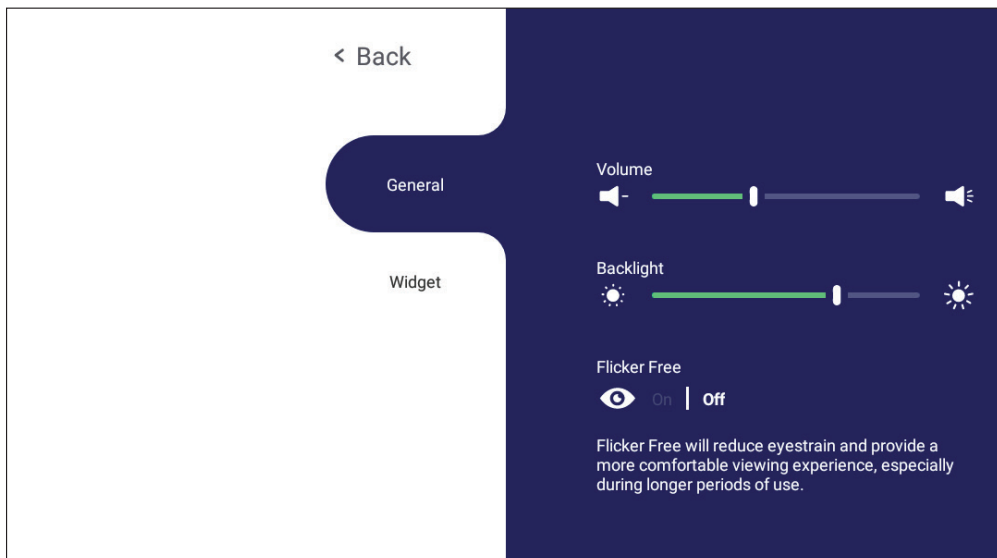 < Back
General
Widget
Volume
Backlight
Flicker Free
On | Off
Flicker Free will reduce eyestrain and provide a
more comfortable viewing experience, especially
during longer periods of use.